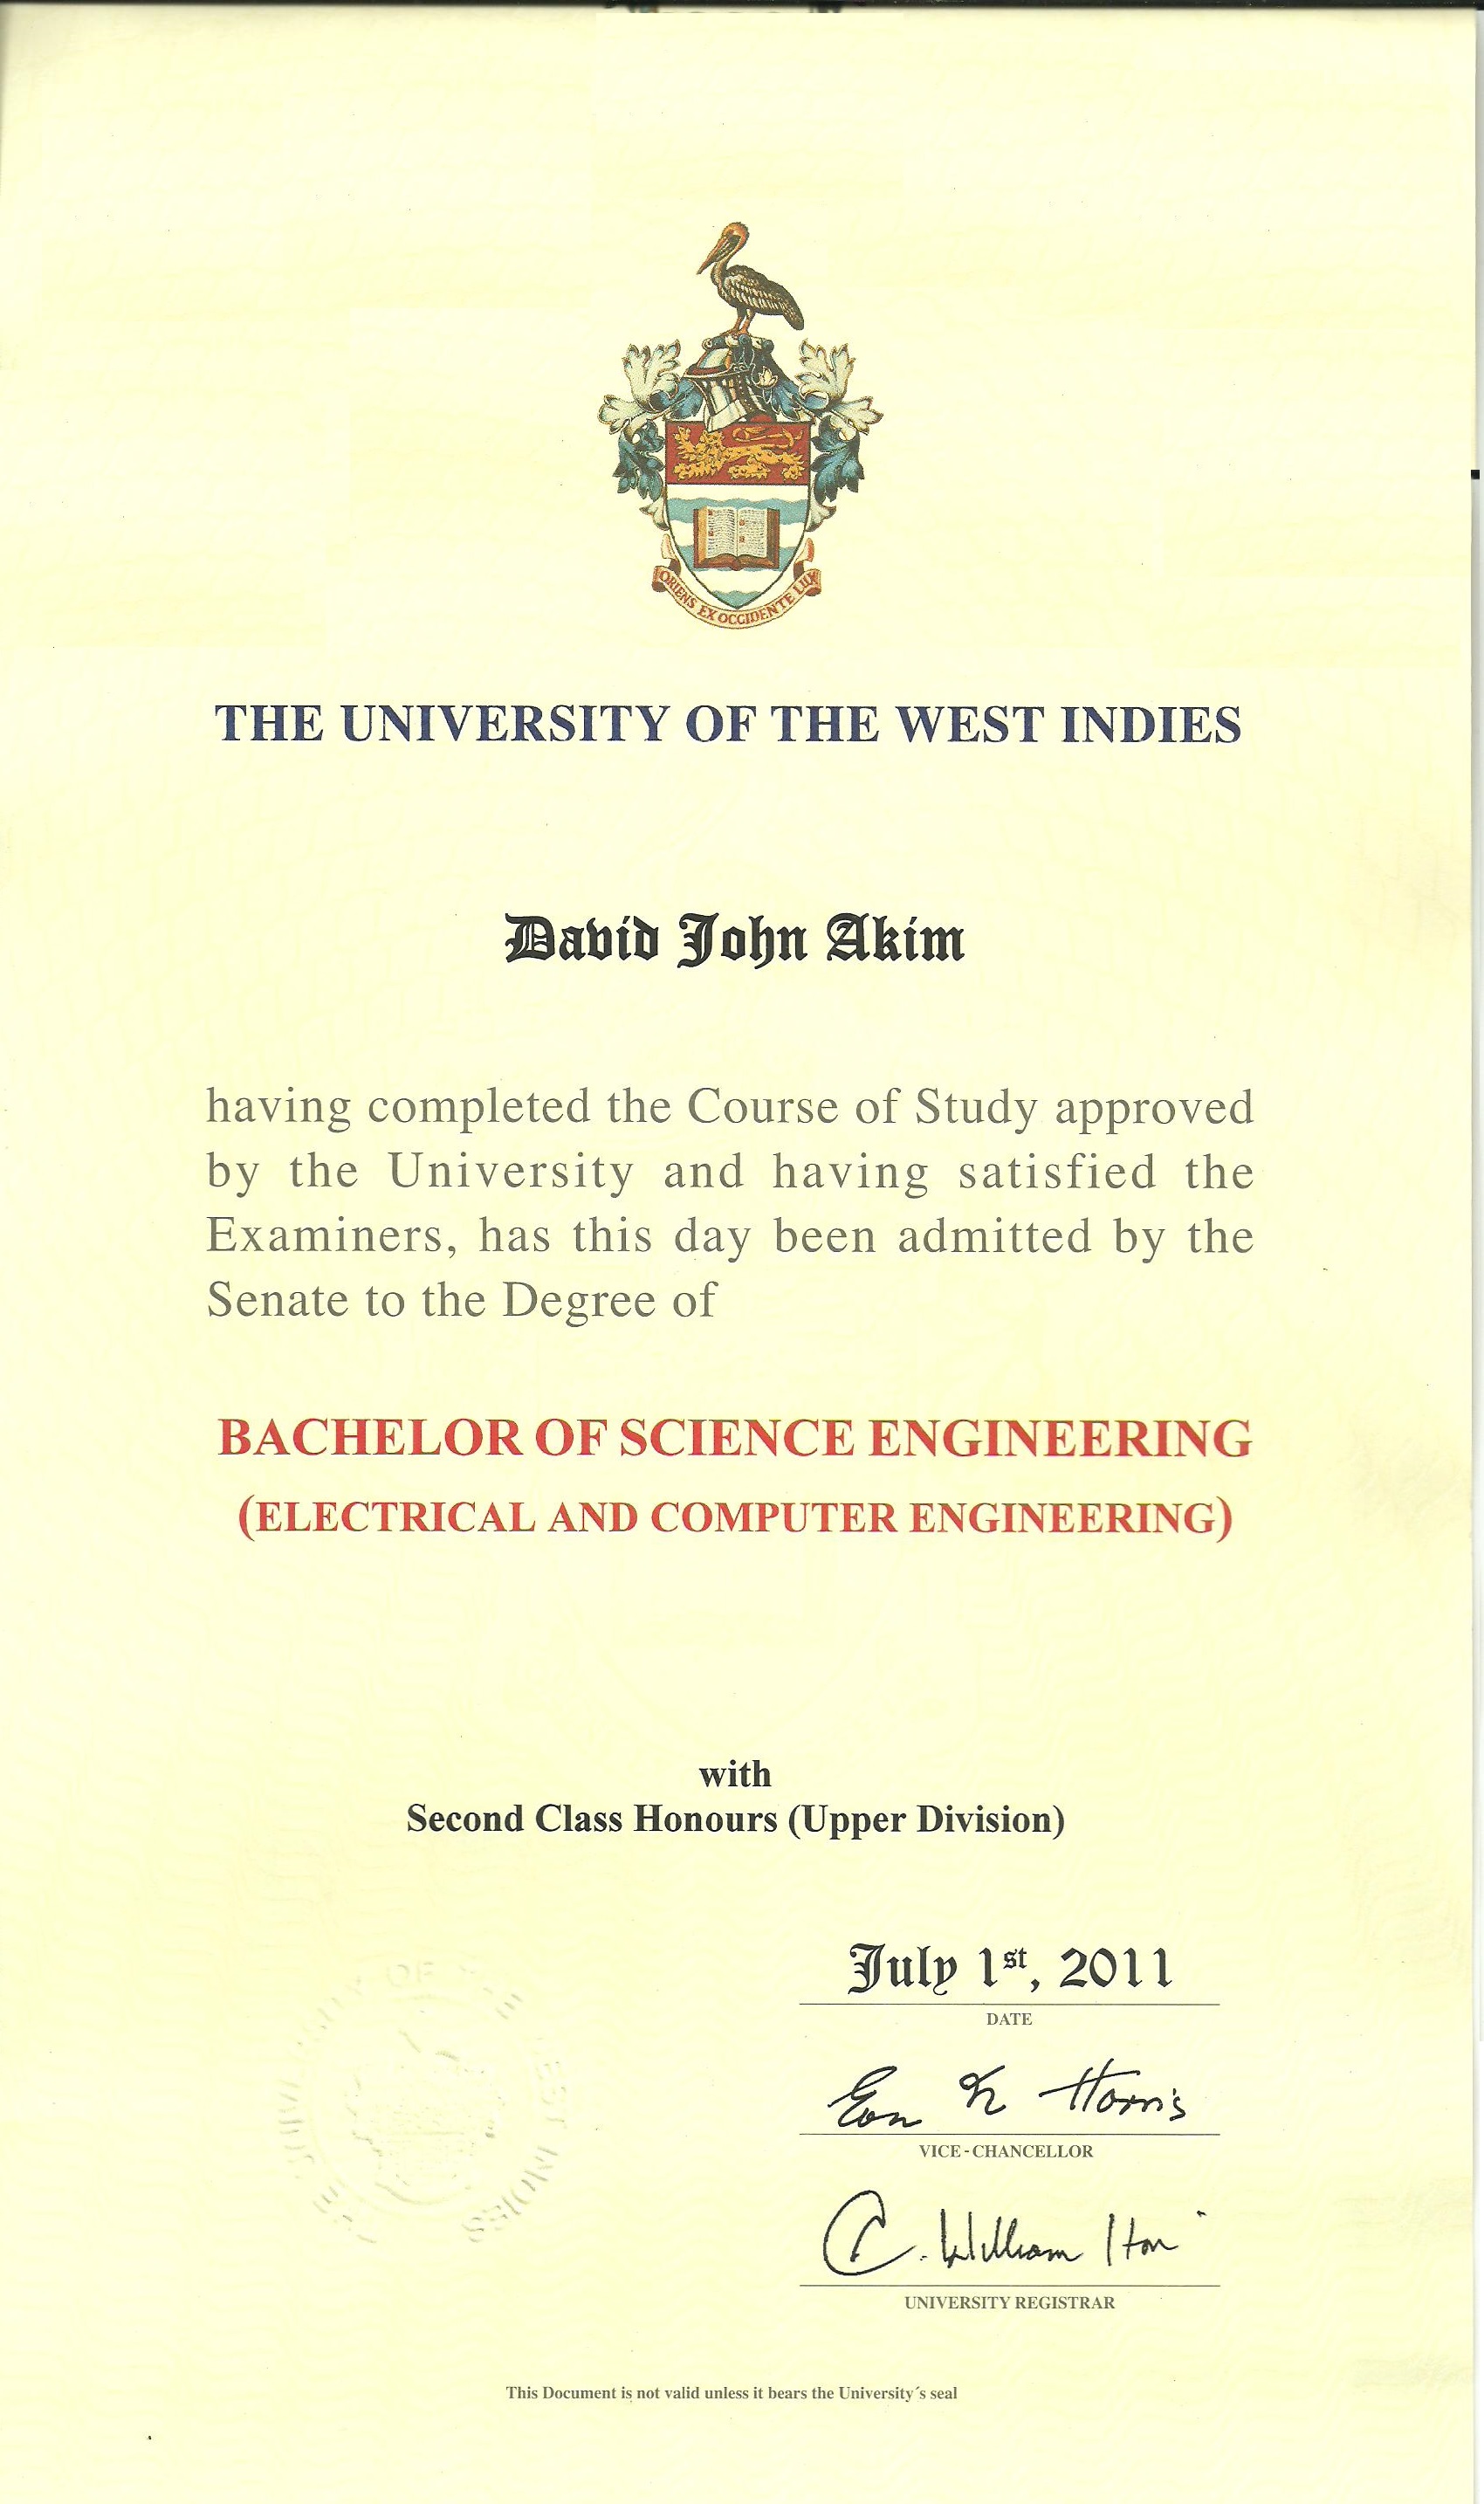 ORIENS EX OCCIDENTE LUX
THE UNIVERSITY OF THE WEST INDIES
David John Akim
having completed the Course of Study approved
by the University and having satisfied the
Examiners, has this day been admitted by the
Senate to the Degree of
BACHELOR OF SCIENCE ENGINEERING
(ELECTRICAL AND COMPUTER ENGINEERING)
with
Second Class Honours (Upper Division)
July 1st, 2011
DATE
Harris
VICE-CHANCELLOR
C. William Iton
UNIVERSITY REGISTRAR
This Document is not valid unless it bears the University´s seal